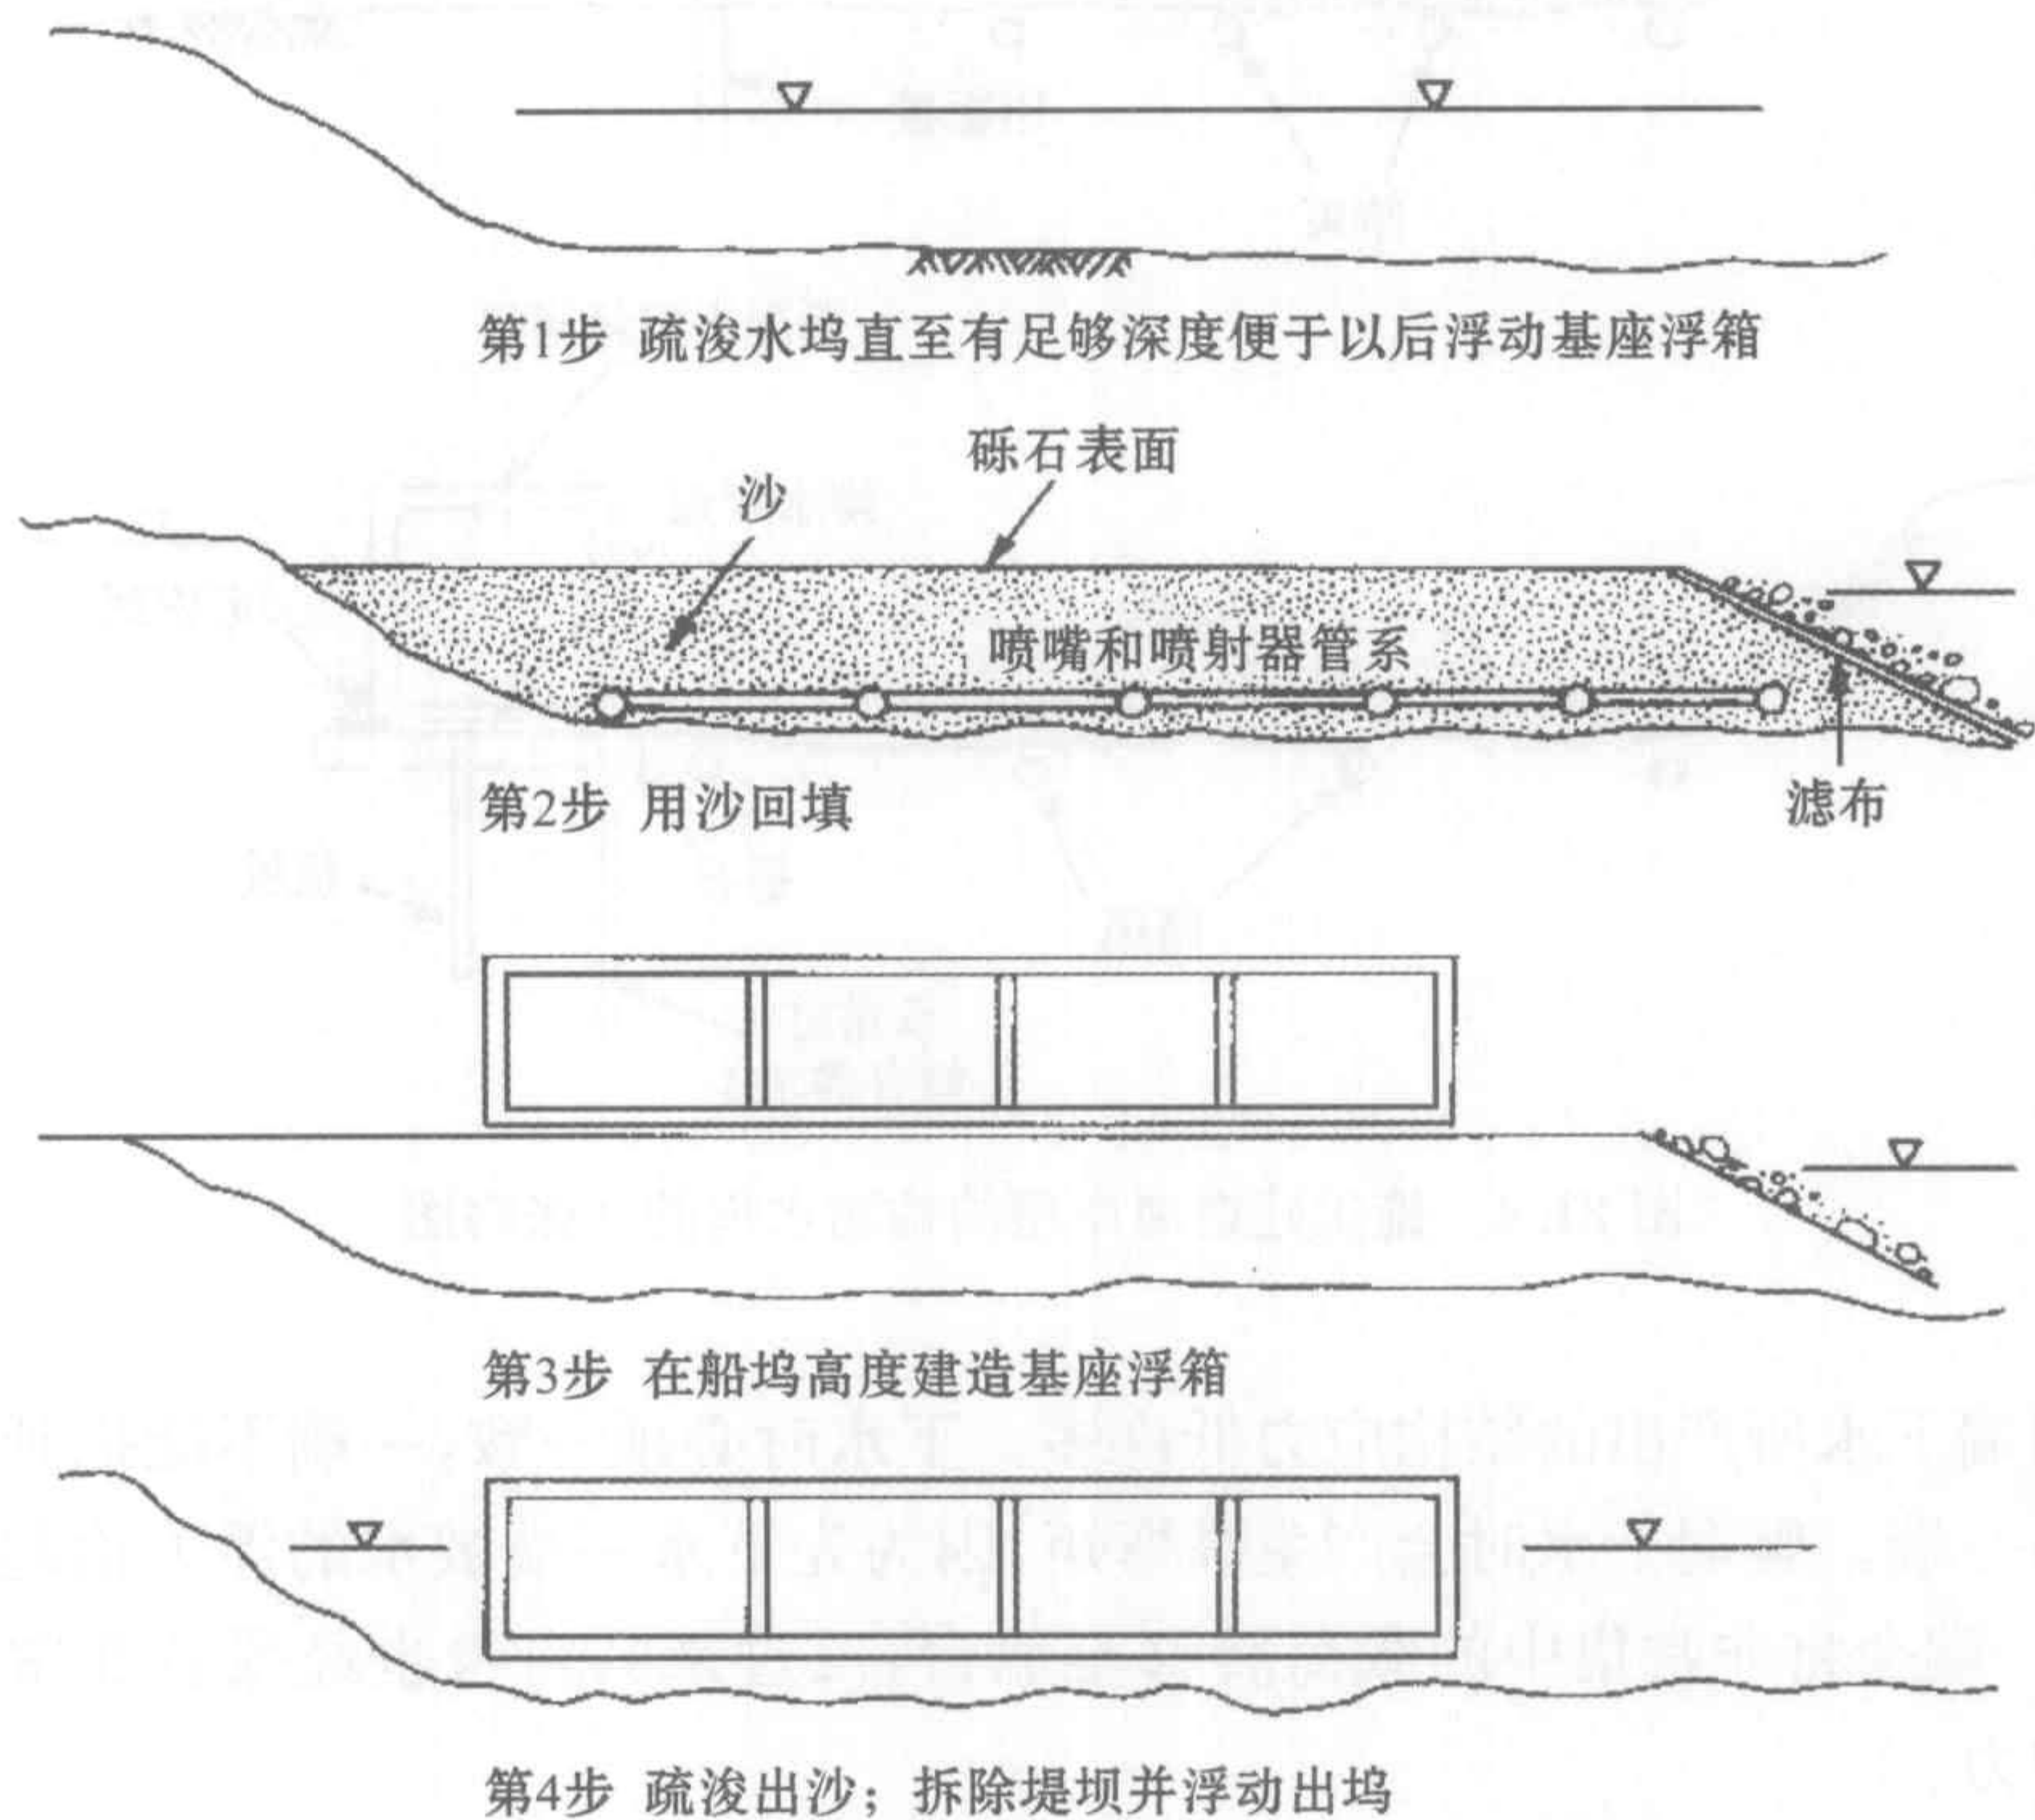 第1步 疏浚水坞直至有足够深度便于以后浮动基座浮箱
砾石表面
沙
喷嘴和喷射器管系
第2步 用沙回填
滤布
第3步 在船坞高度建造基座浮箱
第4步 疏浚出沙；拆除堤坝并浮动出坞